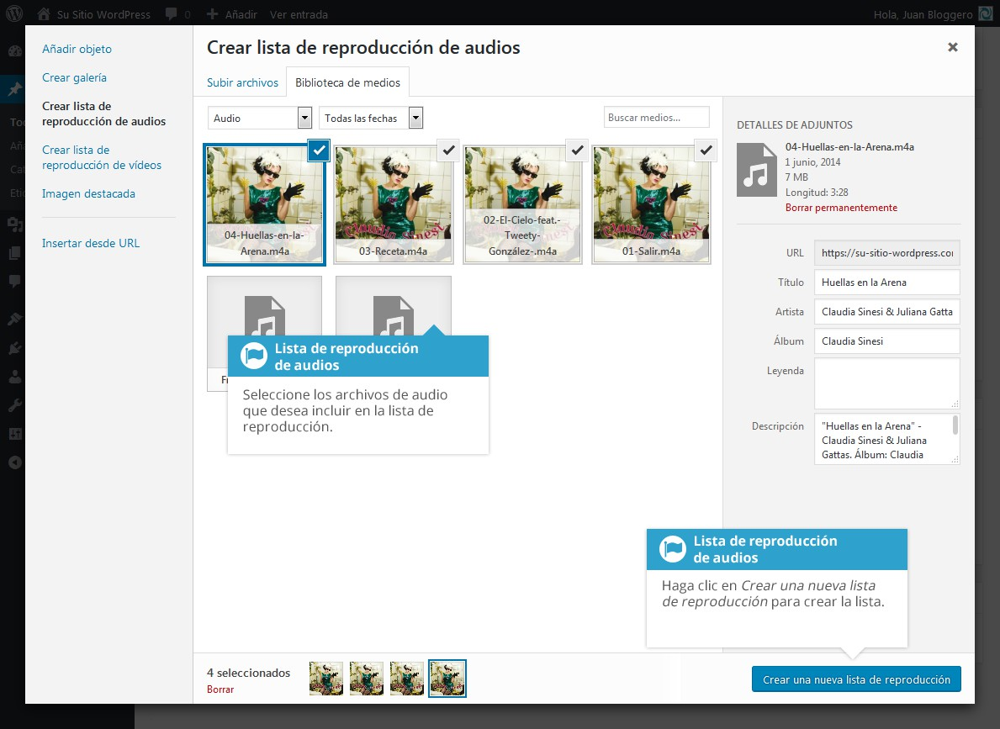 Su Sitio WordPress
0
Añadir
Ver entrada
Hola, Juan Bloggero
Añadir objeto
Crear galería
Crear lista de
reproducción de audios
Crear lista de
reproducción de vídeos
Imagen destacada
Insertar desde URL
Crear lista de reproducción de audios
Subir archivos
Biblioteca de medios
Audio
Todas las fechas
Buscar medios...
04-Huellas-en-la-
Arena.m4a
03-Receta.m4a
02-El-Cielo-feat.-
Tweety-
González-.m4a
01-Salir.m4a
Lista de reproducción
de audios
Seleccione los archivos de audio
que desea incluir en la lista de
reproducción.
DETALLES DE ADJUNTOS
04-Huellas-en-la-Arena.m4a
1 junio, 2014
7 MB
Longitud: 3:28
Borrar permanentemente
URL
https://su-sitio-wordpress.co
Título
Huellas en la Arena
Artista
Claudia Sinesi & Juliana Gatta
Álbum
Claudia Sinesi
Leyenda
Descripción
"Huellas en la Arena" -
Claudia Sinesi & Juliana
Gattas. Álbum: Claudia
Lista de reproducción
de audios
Haga clic en Crear una nueva lista
de reproducción para crear la lista.
4 seleccionados
Borrar
Crear una nueva lista de reproducción